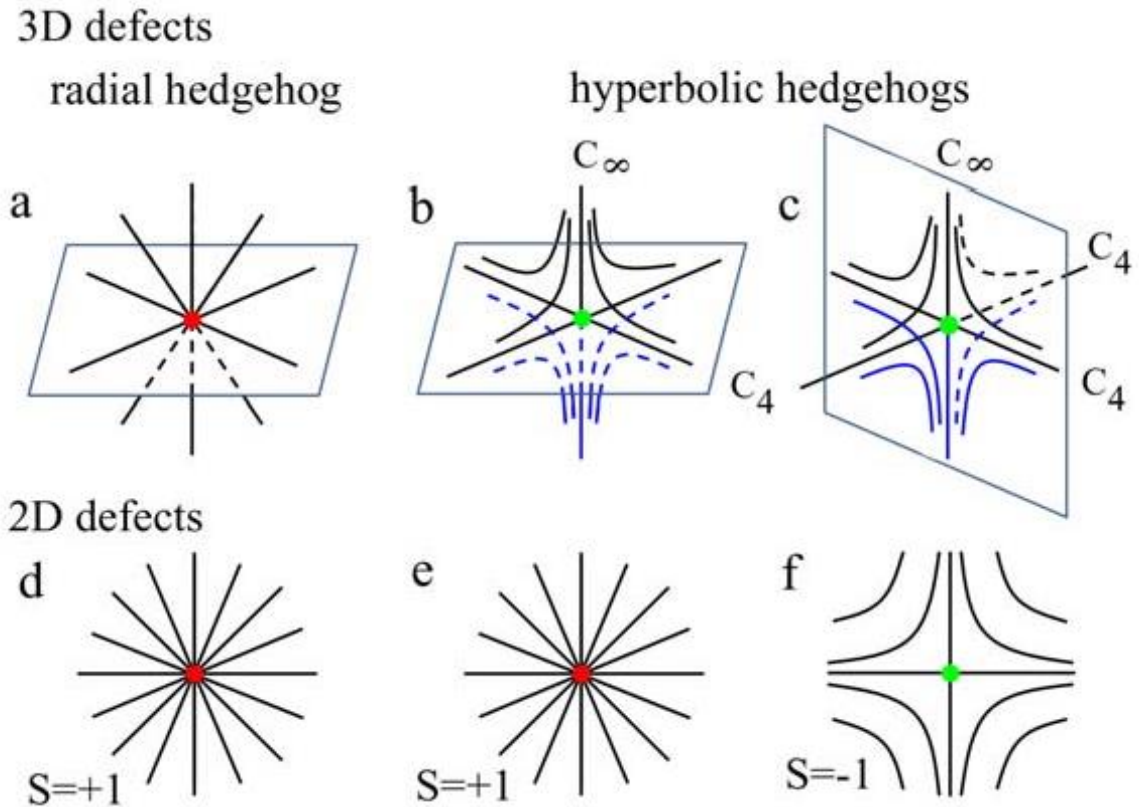 3D defects
radial hedgehog
hyperbolic hedgehogs
a
b
C∞
C4
c
C∞
C4
C4
2D defects
d
S=+1
e
S=+1
f
S=-1